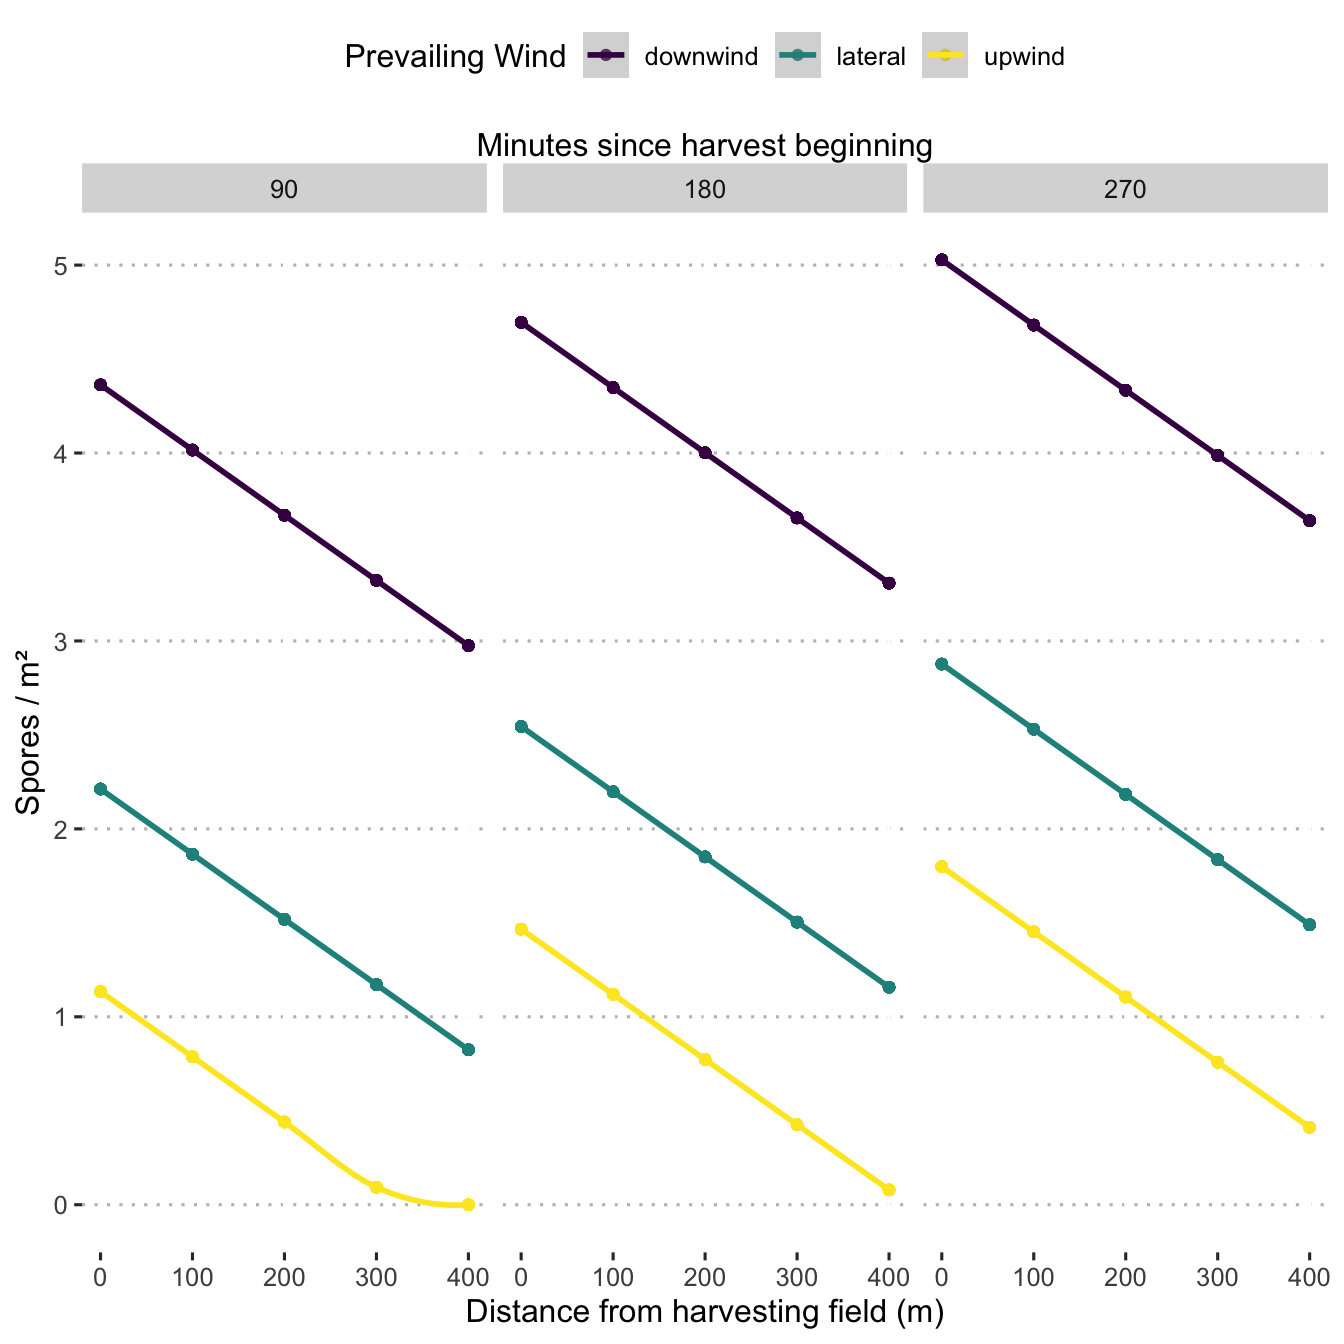 Prevailing Wind downwind lateral upwind
Minutes since harvest beginning
90 180 270
5
4
3
2
1
0
Spores / m²
0 100 200 300 400 0 100 200 300 400 0 100 200 300 400
Distance from harvesting field (m)